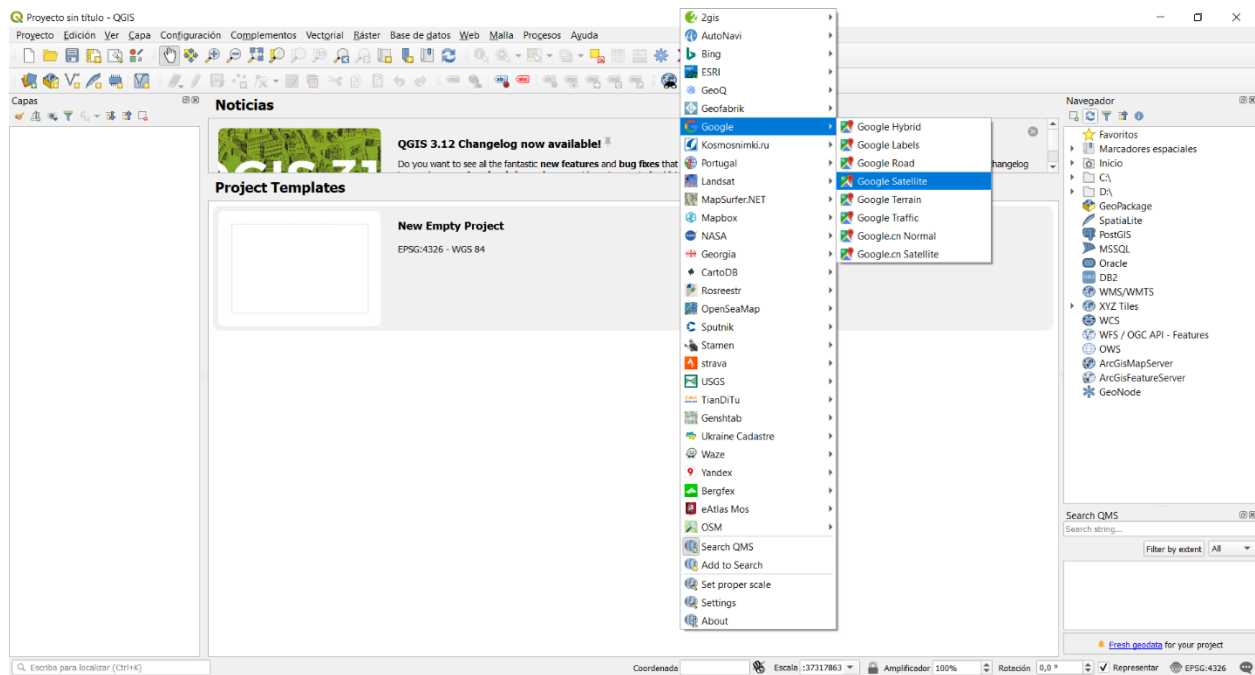 Proyecto sin título - QGIS
Proyecto Edición Ver Capa Configuración Complementos Vectorial Ráster Base de datos Web Malla Procesos Ayuda
Capas
Noticias
QGIS 3.12 Changelog now available!
Do you want to see al the fantastic new features and bug fixes that
hangelog
Project Templates
New Empty Project
EPSG:4326 - WGS 84
2gis
AutoNavi
Bing
ESRI
GeoQ
Geofabrik
Google
Kosmosnimki.ru
Portugal
Landsat
MapSurfer.NET
Mapbox
NASA
Georgia
CartoDB
Rosreestr
OpenSeaMap
Sputnik
Stamen
strava
USGS
TianDiTu
Genshtab
Ukraine Cadastre
Waze
Yandex
Bergfex
eAtlas Mos
OSM
Search QMS
Add to Search
Set proper scale
Settings
About
Google Hybrid
Google Labels
Google Road
Google Satellite
Google Terrain
Google Traffic
Google.cn Normal
Google.cn Satellite
Navegador
Favoritos
Marcadores espaciales
Inicio
C:\
D:\
GeoPackage
SpatiaLite
PostGIS
MSSQL
Oracle
DB2
WMS/WMTS
XYZ Tiles
WCS
WFS / OGC API - Features
OWS
ArcGisMapServer
ArcGisFeatureServer
GeoNode
Search QMS
Search string...
Filter by extent All
Fresh geodata for your project
Escriba para localizar (Ctrl+K)
Coordenada Escala :37317863 Amplificador 100% Rotación 0,0 ° Representar EPSG:4326